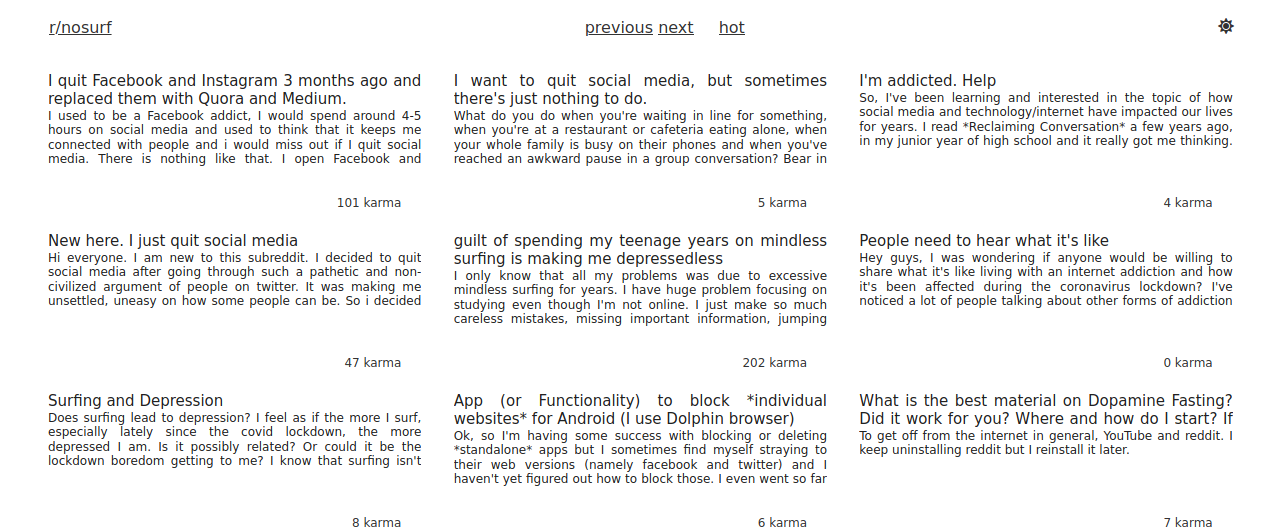 r/nosurf
previous next hot
I quit Facebook and Instagram 3 months ago and
replaced them with Quora and Medium.
I used to be a Facebook addict, I would spend around 4-5
hours on social media and used to think that it keeps me
connected with people and i would miss out if I quit social
media. There is nothing like that. I open Facebook and
101 karma
I want to quit social media, but sometimes
there's just nothing to do.
What do you do when you're waiting in line for something,
when you're at a restaurant or cafeteria eating alone, when
your whole family is busy on their phones and when you've
reached an awkward pause in a group conversation? Bear in
5 karma
I'm addicted. Help
So, I've been learning and interested in the topic of how
social media and technology/internet have impacted our lives
for years. I read *Reclaiming Conversation* a few years ago,
in my junior year of high school and it really got me thinking.
4 karma
New here. I just quit social media
Hi everyone. I am new to this subreddit. I decided to quit
social media after going through such a pathetic and non-
civilized argument of people on twitter. It was making me
unsettled, uneasy on how some people can be. So i decided
47 karma
guilt of spending my teenage years on mindless
surfing is making me depressedless
I only know that all my problems was due to excessive
mindless surfing for years. I have huge problem focusing on
studying even though I'm not online. I just make so much
careless mistakes, missing important information, jumping
202 karma
People need to hear what it's like
Hey guys, I was wondering if anyone would be willing to
share what it's like living with an internet addiction and how
it's been affected during the coronavirus lockdown? I've
noticed a lot of people talking about other forms of addiction
0 karma
Surfing and Depression
Does surfing lead to depression? I feel as if the more I surf,
especially lately since the covid lockdown, the more
depressed I am. Is it possibly related? Or could it be the
lockdown boredom getting to me? I know that surfing isn't
8 karma
App (or Functionality) to block *individual
websites* for Android (I use Dolphin browser)
Ok, so I'm having some success with blocking or deleting
*standalone* apps but I sometimes find myself straying to
their web versions (namely facebook and twitter) and I
haven't yet figured out how to block those. I even went so far
6 karma
What is the best material on Dopamine Fasting?
Did it work for you? Where and how do I start? If
To get off from the internet in general, YouTube and reddit. I
keep uninstalling reddit but I reinstall it later.
7 karma